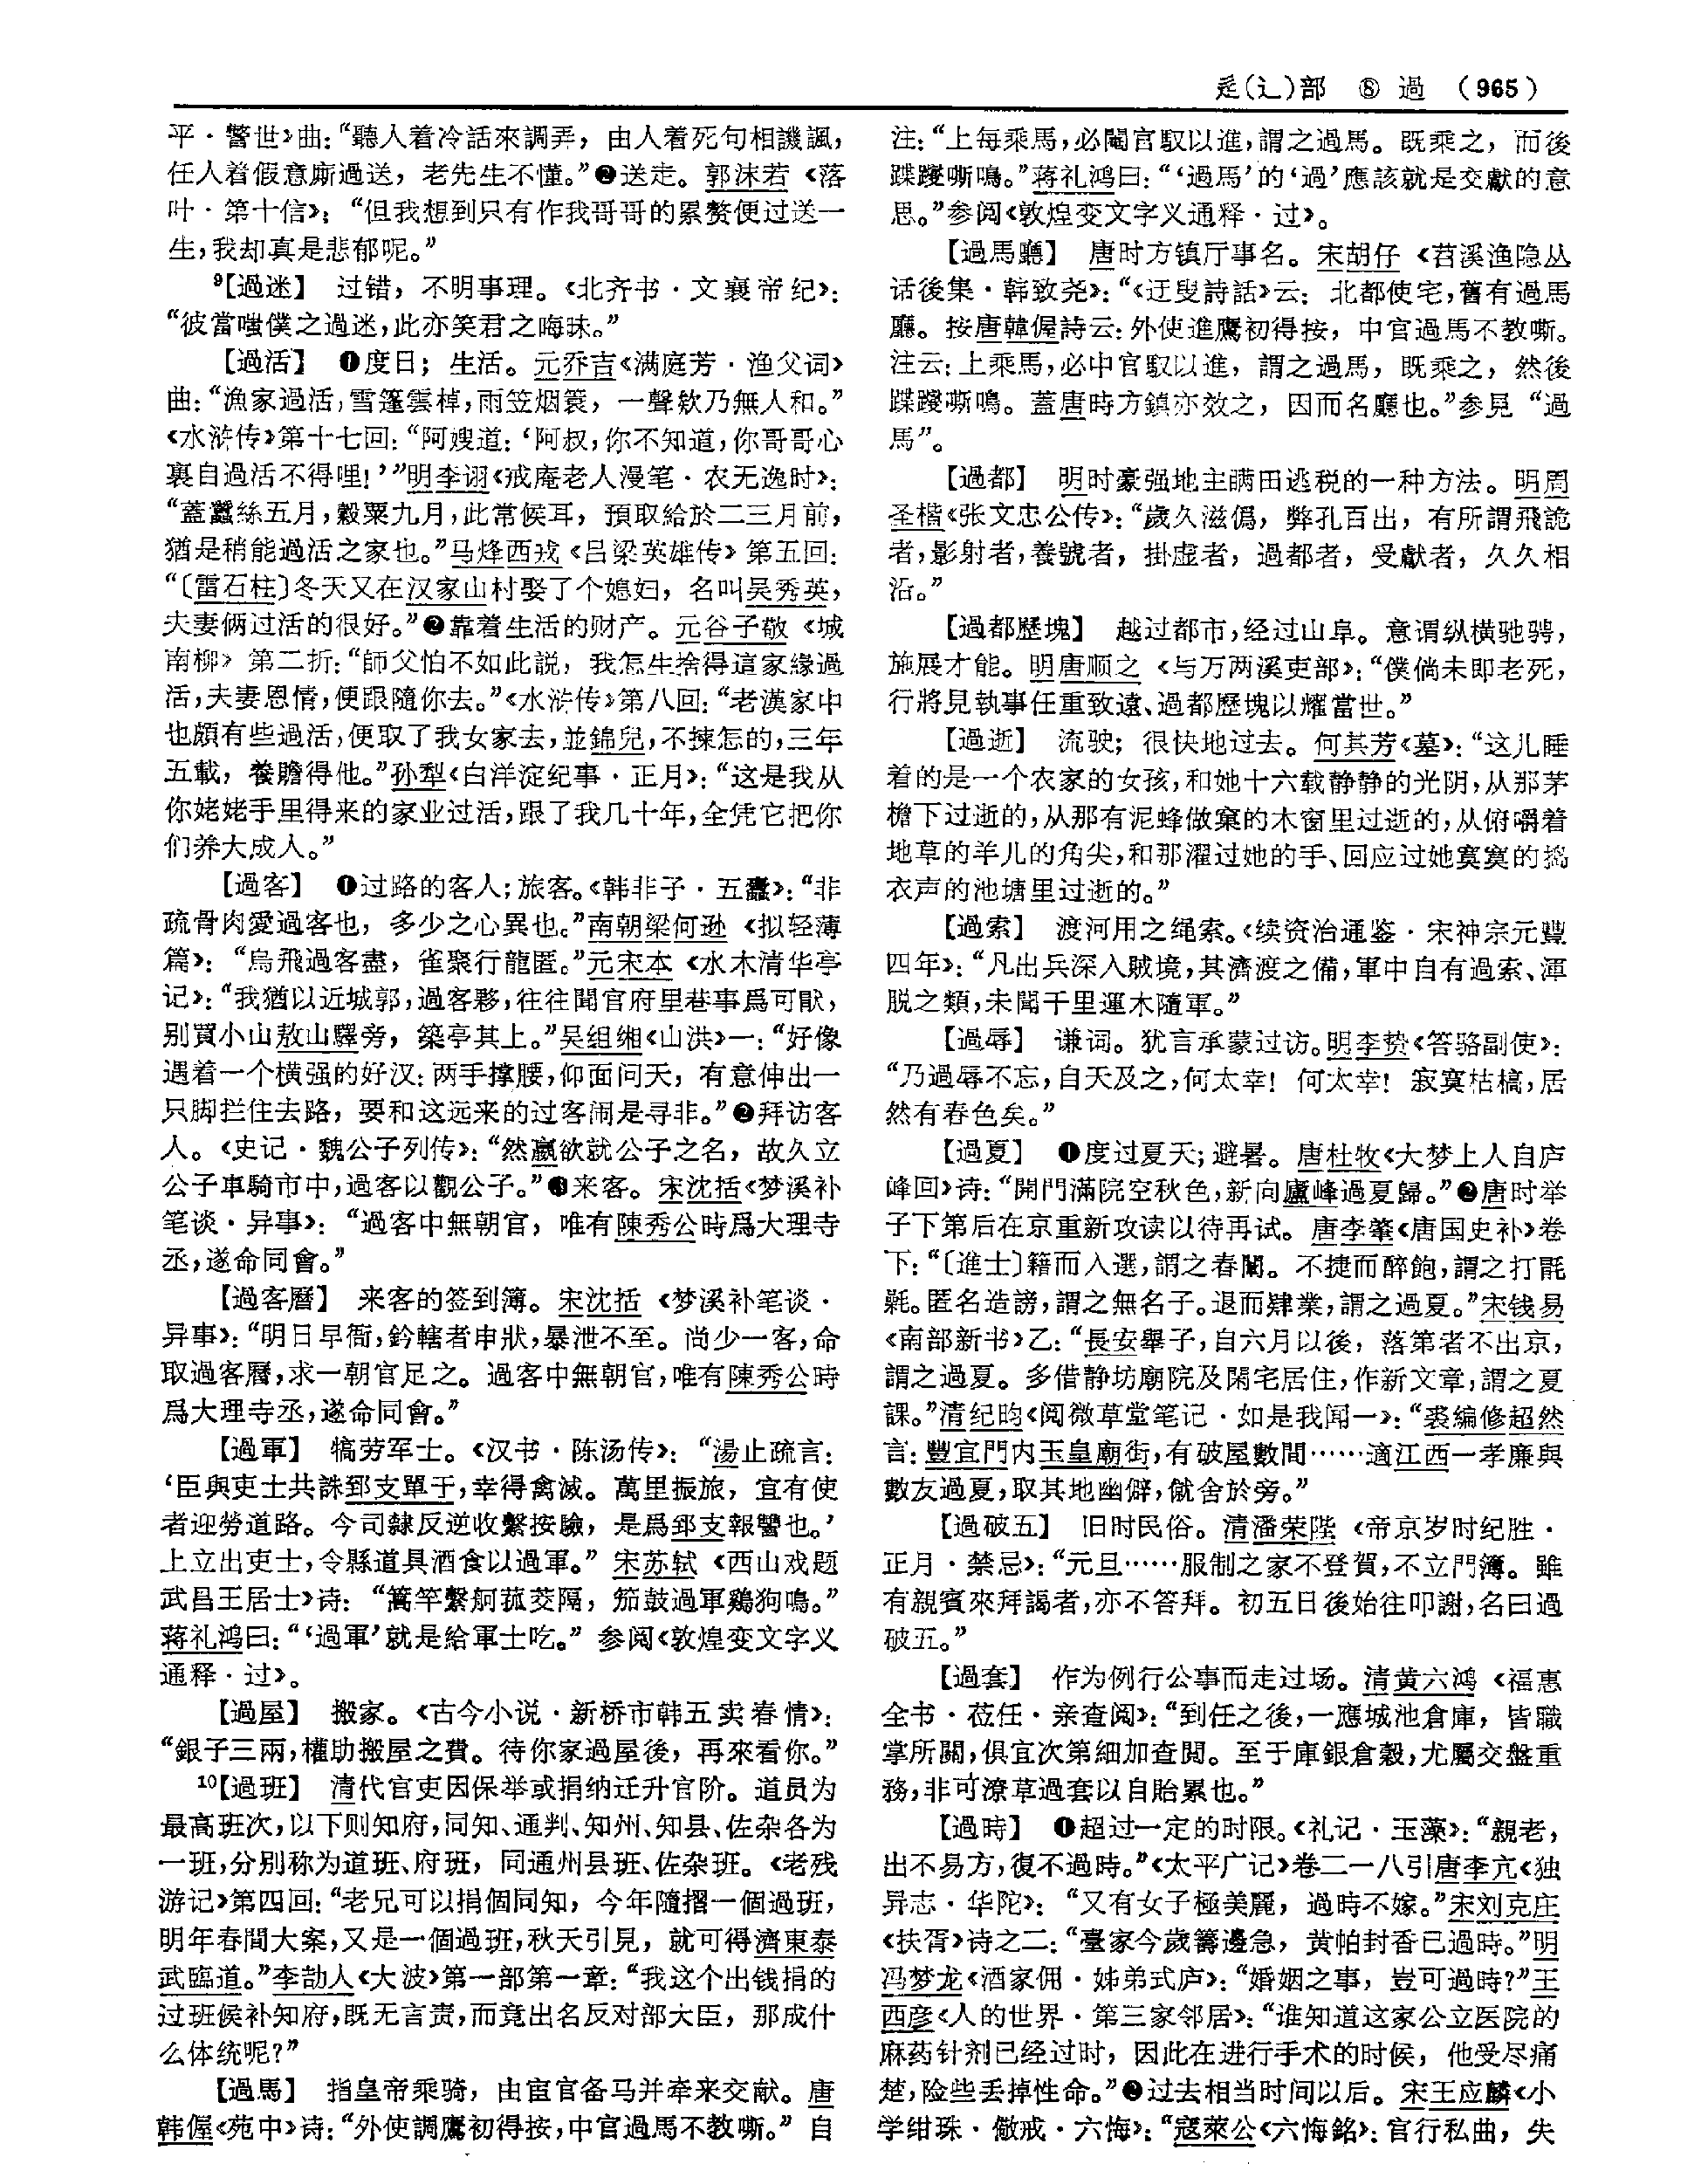 辵(辶)部　⑧　過　(965)
平·警世》曲：“聽人着冷話來調弄，由人着死句相譏諷，
任人着假意廝過送，老先生不懂。”❷送走。郭沫若《落
叶·第十信》：“但我想到只有作我哥哥的累赘便过送一
生，我却真是悲郁呢。”
⁹【過迷】　过错，不明事理。《北齐书·文襄帝纪》：
“彼當嗤僕之過迷，此亦笑君之晦昧。”
【過活】　❶度日；生活。元乔吉《满庭芳·渔父词》
曲：“漁家過活，雪篷雲棹，雨笠烟蓑，一聲欸乃無人和。”
《水浒传》第十七回：“阿嫂道：‘阿叔，你不知道，你哥哥心
裏自過活不得哩！’”明李诩《戒庵老人漫笔·农无逸时》：
“蓋蠶絲五月，穀粟九月，此常候耳，預取給於二三月前，
猶是稍能過活之家也。”马烽西戎《吕梁英雄传》第五回：
“〔雷石柱〕冬天又在汉家山村娶了个媳妇，名叫吴秀英，
夫妻俩过活的很好。”❷靠着生活的财产。元谷子敬《城
南柳》第二折：“師父怕不如此説，我怎生捨得這家緣過
活，夫妻恩情，便跟隨你去。”《水浒传》第八回：“老漢家中
也頗有些過活，便取了我女家去，並錦兒，不揀怎的，三年
五載，養贍得他。”孙犁《白洋淀纪事·正月》：“这是我从
你姥姥手里得来的家业过活，跟了我几十年，全凭它把你
们养大成人。”
【過客】　❶过路的客人；旅客。《韩非子·五蠹》：“非
疏骨肉愛過客也，多少之心異也。”南朝梁何逊《拟轻薄
篇》：“烏飛過客盡，雀聚行龍匿。”元宋本《水木清华亭
记》：“我猶以近城郭，過客夥，往往聞官府里巷事爲可猒，
别買小山敖山驛旁，築亭其上。”吴组缃《山洪》一：“好像
遇着一个横强的好汉：两手撑腰，仰面问天，有意伸出一
只脚拦住去路，要和这远来的过客闹是寻非。”❷拜访客
人。《史记·魏公子列传》：“然嬴欲就公子之名，故久立
公子車騎市中，過客以觀公子。”❸来客。宋沈括《梦溪补
笔谈·异事》：“過客中無朝官，唯有陳秀公時爲大理寺
丞，遂命同會。”
【過客曆】　来客的签到簿。宋沈括《梦溪补笔谈·
异事》：“明日早衙，鈐轄者申狀，暴泄不至。尚少一客，命
取過客曆，求一朝官足之。過客中無朝官，唯有陳秀公時
爲大理寺丞，遂命同會。”
【過軍】　犒劳军士。《汉书·陈汤传》：“湯止疏言：
‘臣與吏士共誅郅支單于，幸得禽滅。萬里振旅，宜有使
者迎勞道路。今司隸反逆收繫按驗，是爲郅支報讐也。’
上立出吏士，令縣道具酒食以過軍。”宋苏轼《西山戏题
武昌王居士》诗：“篙竿繫舸菰茭隔，笳鼓過軍鷄狗鳴。”
蒋礼鸿曰：“‘過軍’就是給軍士吃。”参阅《敦煌变文字义
通释·过》。
【過屋】　搬家。《古今小说·新桥市韩五卖春情》：
“銀子三兩，權助搬屋之費。待你家過屋後，再來看你。”
¹⁰【過班】　清代官吏因保举或捐纳迁升官阶。道员为
最高班次，以下则知府，同知、通判、知州、知县、佐杂各为
一班，分别称为道班、府班，同通州县班、佐杂班。《老残
游记》第四回：“老兄可以捐個同知，今年隨摺一個過班，
明年春間大案，又是一個過班，秋天引見，就可得濟東泰
武臨道。”李劼人《大波》第一部第一章：“我这个出钱捐的
过班候补知府，既无言责，而竟出名反对部大臣，那成什
么体统呢？”
【過馬】　指皇帝乘骑，由宦官备马并牵来交献。唐
韩偓《苑中》诗：“外使調鷹初得按，中官過馬不教嘶。”自
注：“上每乘馬，必閹官馭以進，謂之過馬。既乘之，而後
蹀躞嘶鳴。”蒋礼鸿曰：“‘過馬’的‘過’應該就是交獻的意
思。”参阅《敦煌变文字义通释·过》。
【過馬廳】　唐时方镇厅事名。宋胡仔《苕溪渔隐丛
话後集·韩致尧》：“《迂叟詩話》云：北都使宅，舊有過馬
廳。按唐韓偓詩云：外使進鷹初得按，中官過馬不教嘶。
注云：上乘馬，必中官馭以進，謂之過馬，既乘之，然後
蹀躞嘶鳴。蓋唐時方鎮亦效之，因而名廳也。”参見“過
馬”。
【過都】　明时豪强地主瞒田逃税的一种方法。明周
圣楷《张文忠公传》：“歲久滋僞，弊孔百出，有所謂飛詭
者，影射者，養號者，掛虛者，過都者，受獻者，久久相
沿。”
【過都歷塊】　越过都市，经过山阜。意谓纵横驰骋，
施展才能。明唐顺之《与万两溪吏部》：“僕倘未即老死，
行將見執事任重致遠、過都歷塊以耀當世。”
【過逝】　流驶；很快地过去。何其芳《墓》：“这儿睡
着的是一个农家的女孩，和她十六载静静的光阴，从那茅
檐下过逝的，从那有泥蜂做窠的木窗里过逝的，从俯嚼着
地草的羊儿的角尖，和那濯过她的手、回应过她寞寞的捣
衣声的池塘里过逝的。”
【過索】　渡河用之绳索。《续资治通鉴·宋神宗元豐
四年》：“凡出兵深入賊境，其濟渡之備，軍中自有過索、渾
脱之類，未聞千里運木隨軍。”
【過辱】　谦词。犹言承蒙过访。明李贽《答骆副使》：
“乃過辱不忘，自天及之，何太幸！何太幸！寂寞枯槁，居
然有春色矣。”
【過夏】　❶度过夏天；避暑。唐杜牧《大梦上人自庐
峰回》诗：“開門滿院空秋色，新向廬峰過夏歸。”❷唐时举
子下第后在京重新攻读以待再试。唐李肇《唐国史补》卷
下：“〔進士〕籍而入選，謂之春闈。不捷而醉飽，謂之打毷
氉。匿名造謗，謂之無名子。退而肄業，謂之過夏。”宋钱易
《南部新书》乙：“長安舉子，自六月以後，落第者不出京，
謂之過夏。多借静坊廟院及閑宅居住，作新文章，謂之夏
課。”清纪昀《阅微草堂笔记·如是我闻一》：“裘编修超然
言：豐宜門内玉皇廟街，有破屋數間……適江西一孝廉與
數友過夏，取其地幽僻，僦舍於旁。”
【過破五】　旧时民俗。清潘荣陛《帝京岁时纪胜·
正月·禁忌》：“元旦……服制之家不登賀，不立門簿。雖
有親賓來拜謁者，亦不答拜。初五日後始往叩謝，名曰過
破五。”
【過套】　作为例行公事而走过场。清黄六鸿《福惠
全书·莅任·亲查阅》：“到任之後，一應城池倉庫，皆職
掌所關，俱宜次第細加查閲。至于庫銀倉穀，尤屬交盤重
務，非可潦草過套以自貽累也。”
【過時】　❶超过一定的时限。《礼记·玉藻》：“親老，
出不易方，復不過時。”《太平广记》卷二一八引唐李亢《独
异志·华陀》：“又有女子極美麗，過時不嫁。”宋刘克庄
《扶胥》诗之二：“臺家今歲籌邊急，黄帕封香已過時。”明
冯梦龙《酒家佣·姊弟式庐》：“婚姻之事，豈可過時？”王
西彦《人的世界·第三家邻居》：“谁知道这家公立医院的
麻药针剂已经过时，因此在进行手术的时候，他受尽痛
楚，险些丢掉性命。”❷过去相当时间以后。宋王应麟《小
学绀珠·儆戒·六悔》：“寇萊公《六悔銘》：官行私曲，失